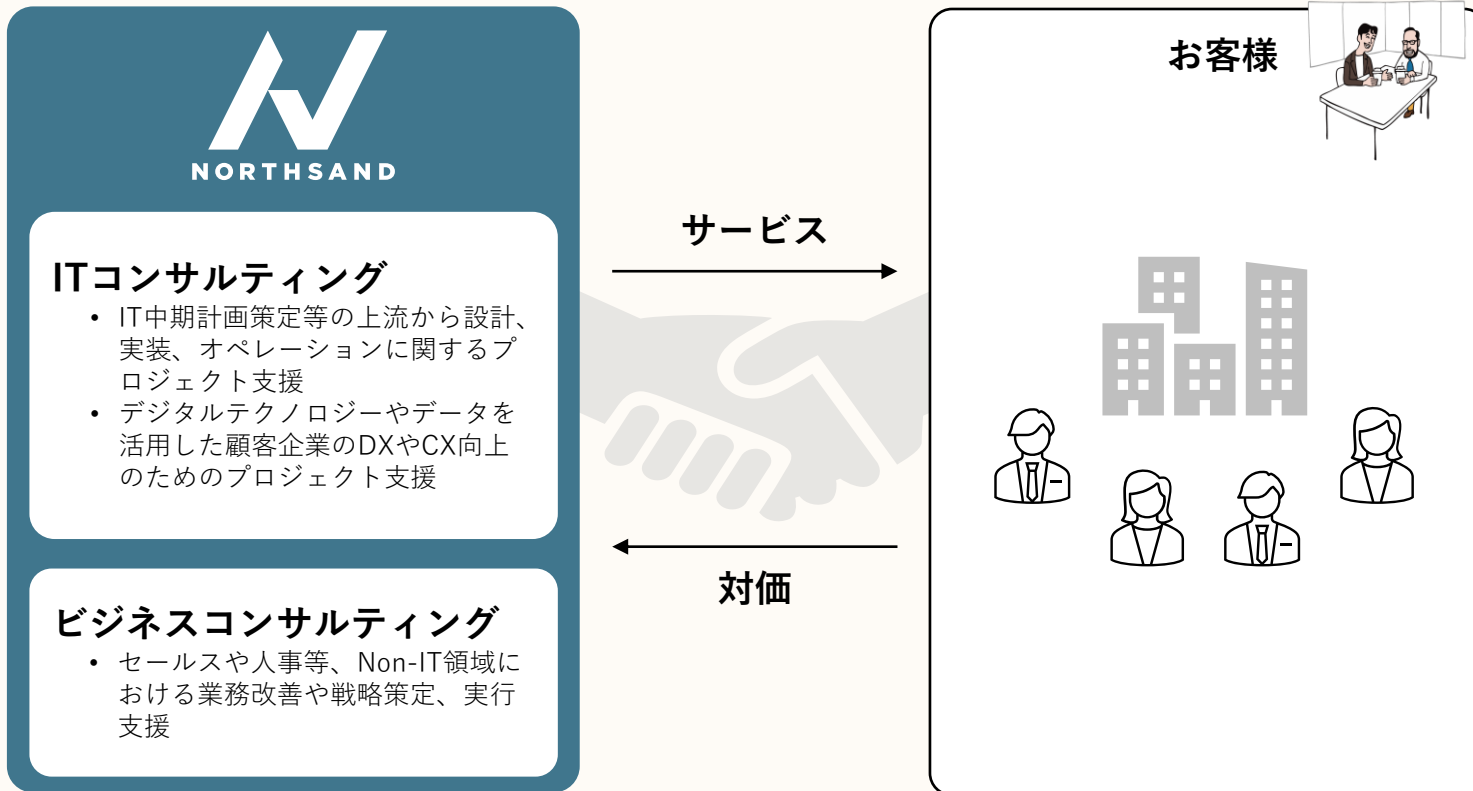 NORTHSAND
ITコンサルティング
• IT中期計画策定等の上流から設計、
実装、オペレーションに関するプ
ロジェクト支援
• デジタルテクノロジーやデータを
活用した顧客企業のDXやCX向上
のためのプロジェクト支援
ビジネスコンサルティング
• セールスや人事等、Non-IT領域に
おける業務改善や戦略策定、実行
支援
サービス
対価
お客様